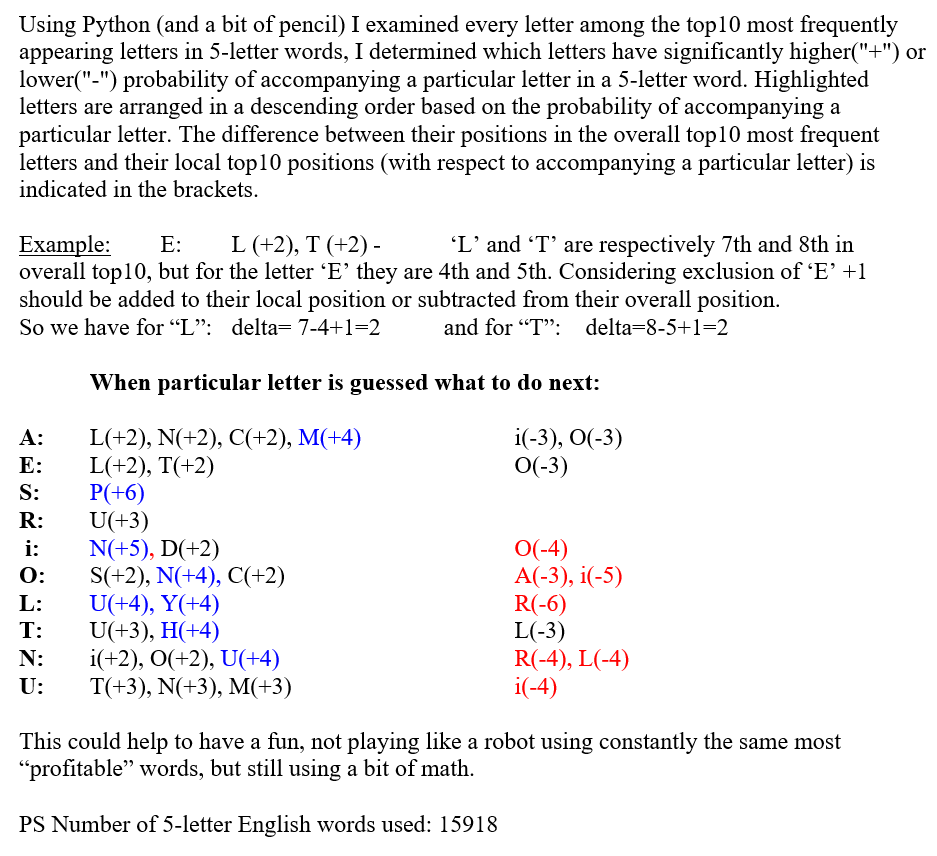 Using Python (and a bit of pencil) I examined every letter among the top10 most frequently
appearing letters in 5-letter words, I determined which letters have significantly higher("+") or
lower("-") probability of accompanying a particular letter in a 5-letter word. Highlighted
letters are arranged in a descending order based on the probability of accompanying a
particular letter. The difference between their positions in the overall top10 most frequent
letters and their local top10 positions (with respect to accompanying a particular letter) is
indicated in the brackets.
Example: E: L (+2), T (+2) - ‘L’ and ‘T’ are respectively 7th and 8th in
overall top10, but for the letter ‘E’ they are 4th and 5th. Considering exclusion of ‘E’ +1
should be added to their local position or subtracted from their overall position.
So we have for “L”: delta= 7-4+1=2 and for “T”: delta=8-5+1=2
When particular letter is guessed what to do next:
A: L(+2), N(+2), C(+2), M(+4) i(-3), O(-3)
E: L(+2), T(+2) O(-3)
S: P(+6)
R: U(+3)
i: N(+5), D(+2) O(-4)
O: S(+2), N(+4), C(+2) A(-3), i(-5)
L: U(+4), Y(+4) R(-6)
T: U(+3), H(+4) L(-3)
N: i(+2), O(+2), U(+4) R(-4), L(-4)
U: T(+3), N(+3), M(+3) i(-4)
This could help to have a fun, not playing like a robot using constantly the same most
“profitable” words, but still using a bit of math.
PS Number of 5-letter English words used: 15918